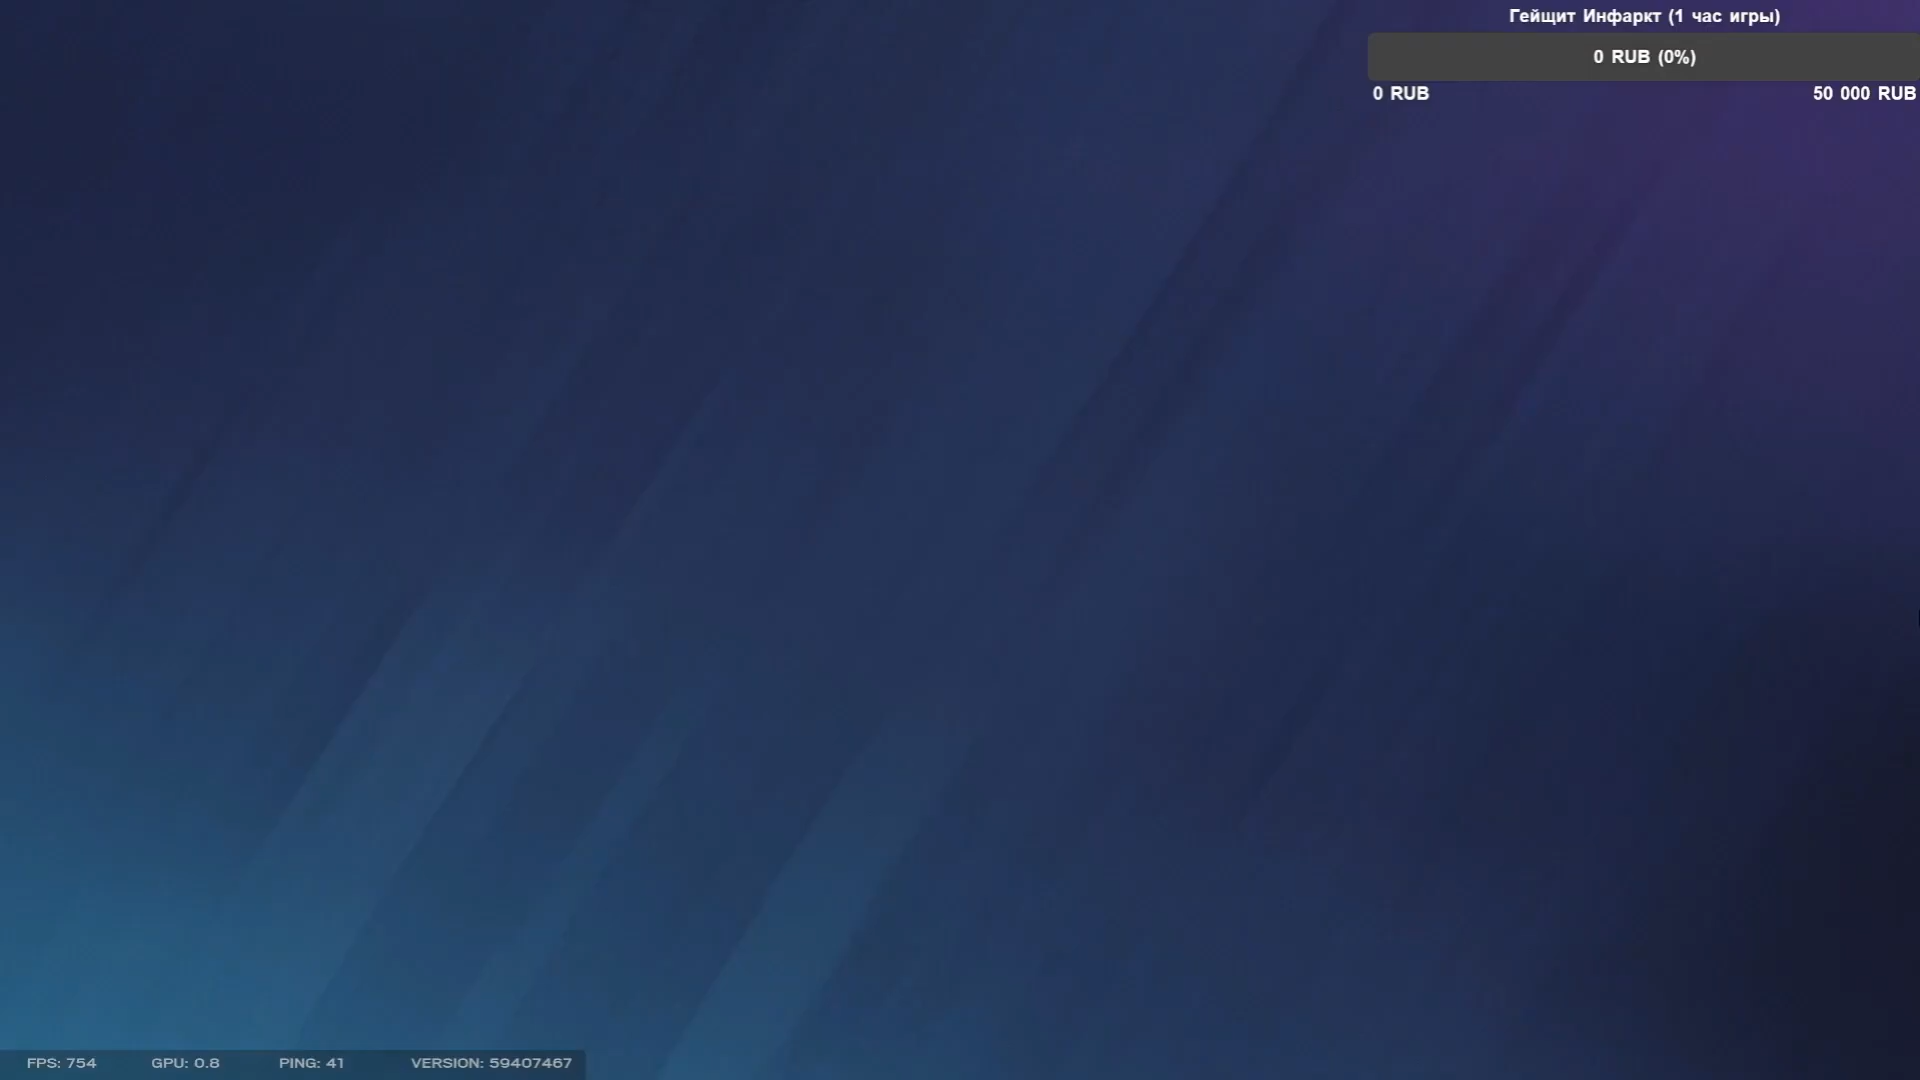 Гейщит Инфаркт (1 час игры)
0 RUB (0%)
0 RUB 50 000 RUB
FPS: 754 GPU: 0.8 PING: 41 VERSION: 59407467